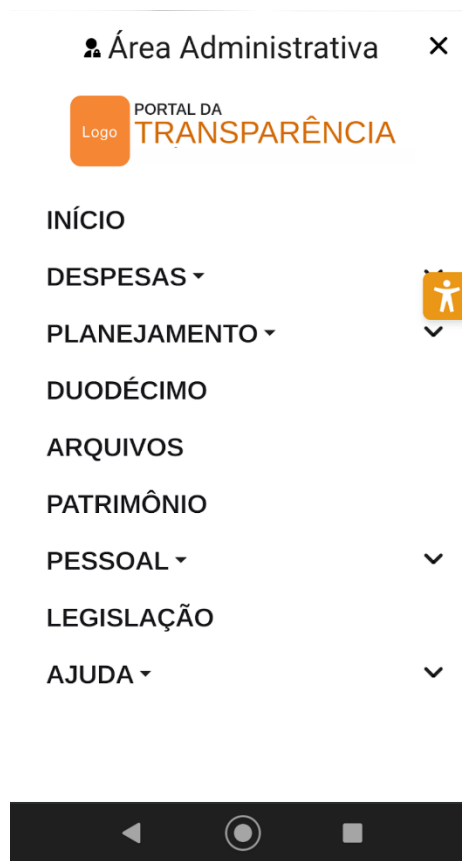 Área Administrativa
Logo
PORTAL DA
TRANSPARÊNCIA
INÍCIO
DESPESAS
PLANEJAMENTO
DUODÉCIMO
ARQUIVOS
PATRIMÔNIO
PESSOAL
LEGISLAÇÃO
AJUDA